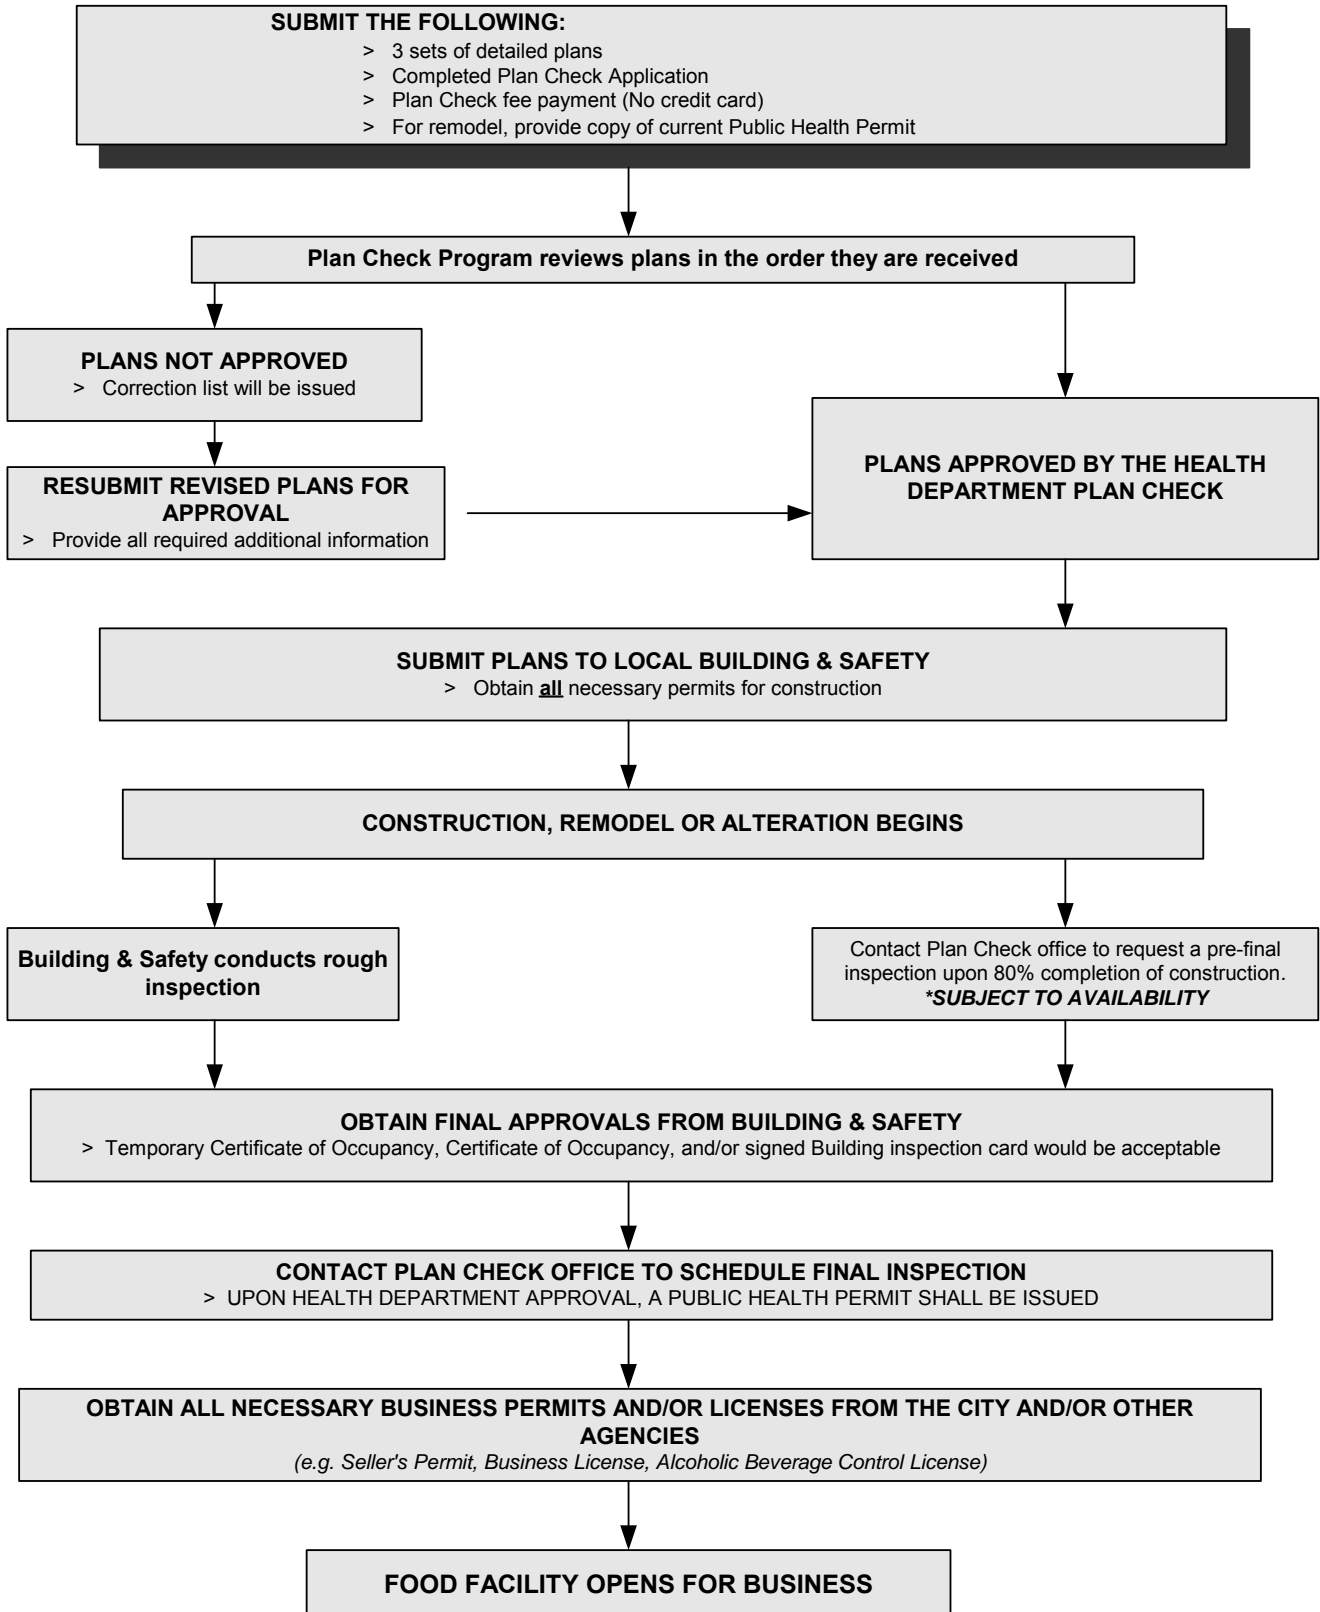 SUBMIT THE FOLLOWING:
> 3 sets of detailed plans
> Completed Plan Check Application
> Plan Check fee payment (No credit card)
> For remodel, provide copy of current Public Health Permit
Plan Check Program reviews plans in the order they are received
PLANS NOT APPROVED
> Correction list will be issued
RESUBMIT REVISED PLANS FOR
APPROVAL
> Provide all required additional information
PLANS APPROVED BY THE HEALTH
DEPARTMENT PLAN CHECK
SUBMIT PLANS TO LOCAL BUILDING & SAFETY
> Obtain all necessary permits for construction
CONSTRUCTION, REMODEL OR ALTERATION BEGINS
Building & Safety conducts rough
inspection
Contact Plan Check office to request a pre-final
inspection upon 80% completion of construction.
*SUBJECT TO AVAILABILITY
OBTAIN FINAL APPROVALS FROM BUILDING & SAFETY
> Temporary Certificate of Occupancy, Certificate of Occupancy, and/or signed Building inspection card would be acceptable
CONTACT PLAN CHECK OFFICE TO SCHEDULE FINAL INSPECTION
> UPON HEALTH DEPARTMENT APPROVAL, A PUBLIC HEALTH PERMIT SHALL BE ISSUED
OBTAIN ALL NECESSARY BUSINESS PERMITS AND/OR LICENSES FROM THE CITY AND/OR OTHER
AGENCIES
(e.g. Seller's Permit, Business License, Alcoholic Beverage Control License)
FOOD FACILITY OPENS FOR BUSINESS